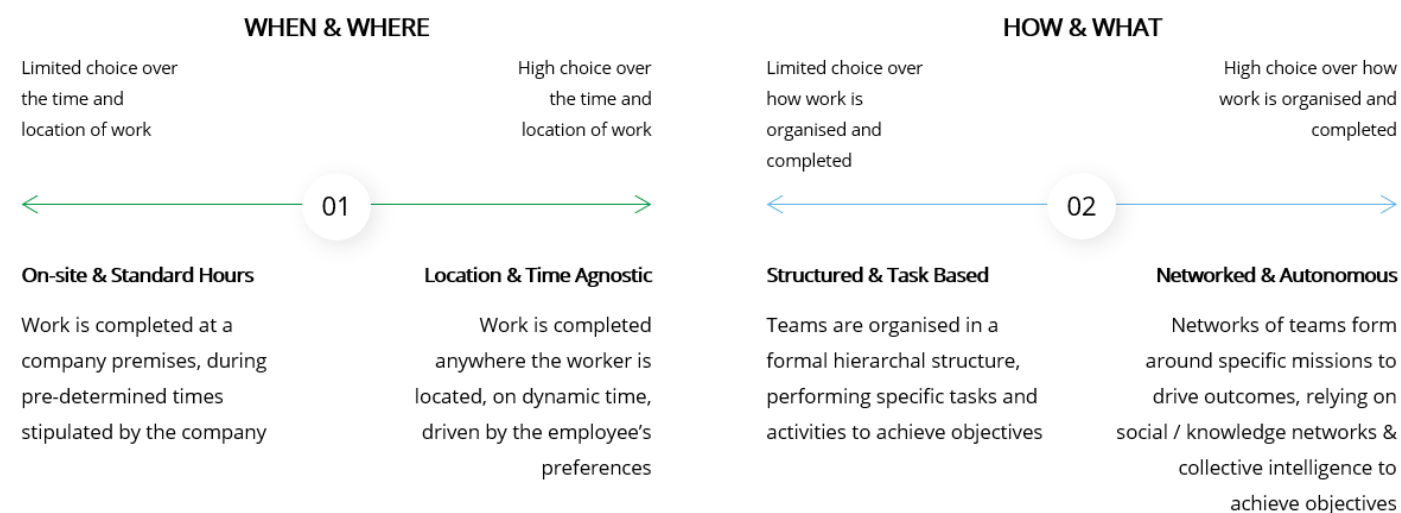 WHEN & WHERE
Limited choice over
the time and
location of work
High choice over
the time and
location of work
01
On-site & Standard Hours
Work is completed at a
company premises, during
pre-determined times
stipulated by the company
Location & Time Agnostic
Work is completed
anywhere the worker is
located, on dynamic time,
driven by the employee’s
preferences
HOW & WHAT
Limited choice over
how work is
organised and
completed
High choice over how
work is organised and
completed
02
Structured & Task Based
Teams are organised in a
formal hierarchal structure,
performing specific tasks and
activities to achieve objectives
Networked & Autonomous
Networks of teams form
around specific missions to
drive outcomes, relying on
social / knowledge networks &
collective intelligence to
achieve objectives